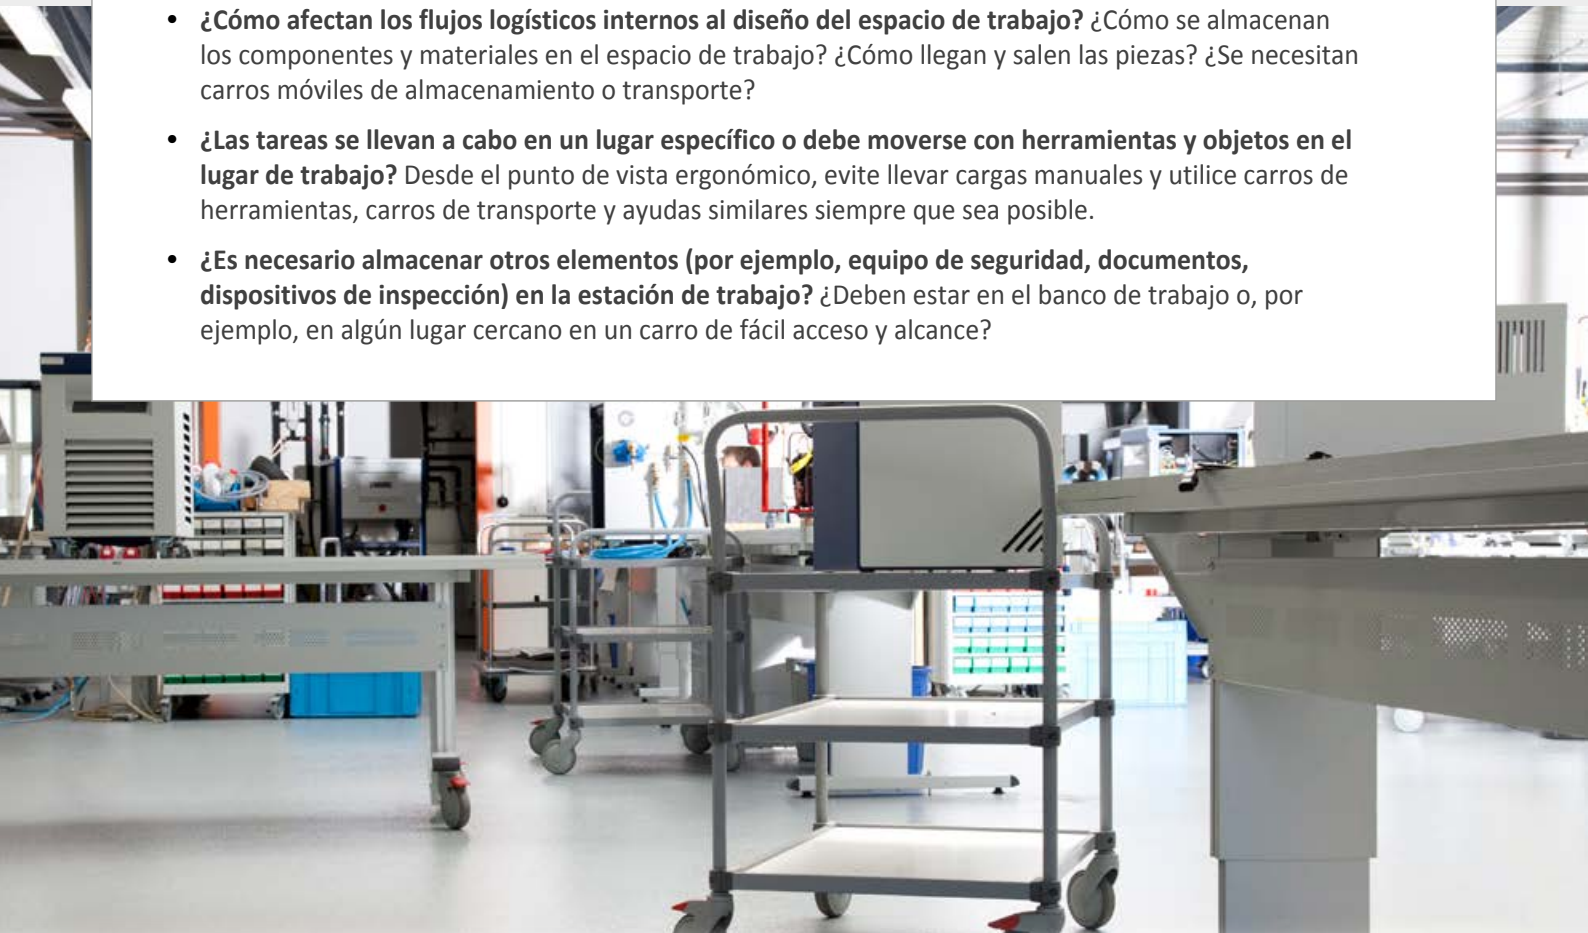 • ¿Cómo afectan los flujos logísticos internos al diseño del espacio de trabajo? ¿Cómo se almacenan
los componentes y materiales en el espacio de trabajo? ¿Cómo llegan y salen las piezas? ¿Se necesitan
carros móviles de almacenamiento o transporte?
• ¿Las tareas se llevan a cabo en un lugar específico o debe moverse con herramientas y objetos en el
lugar de trabajo? Desde el punto de vista ergonómico, evite llevar cargas manuales y utilice carros de
herramientas, carros de transporte y ayudas similares siempre que sea posible.
• ¿Es necesario almacenar otros elementos (por ejemplo, equipo de seguridad, documentos,
dispositivos de inspección) en la estación de trabajo? ¿Deben estar en el banco de trabajo o, por
ejemplo, en algún lugar cercano en un carro de fácil acceso y alcance?